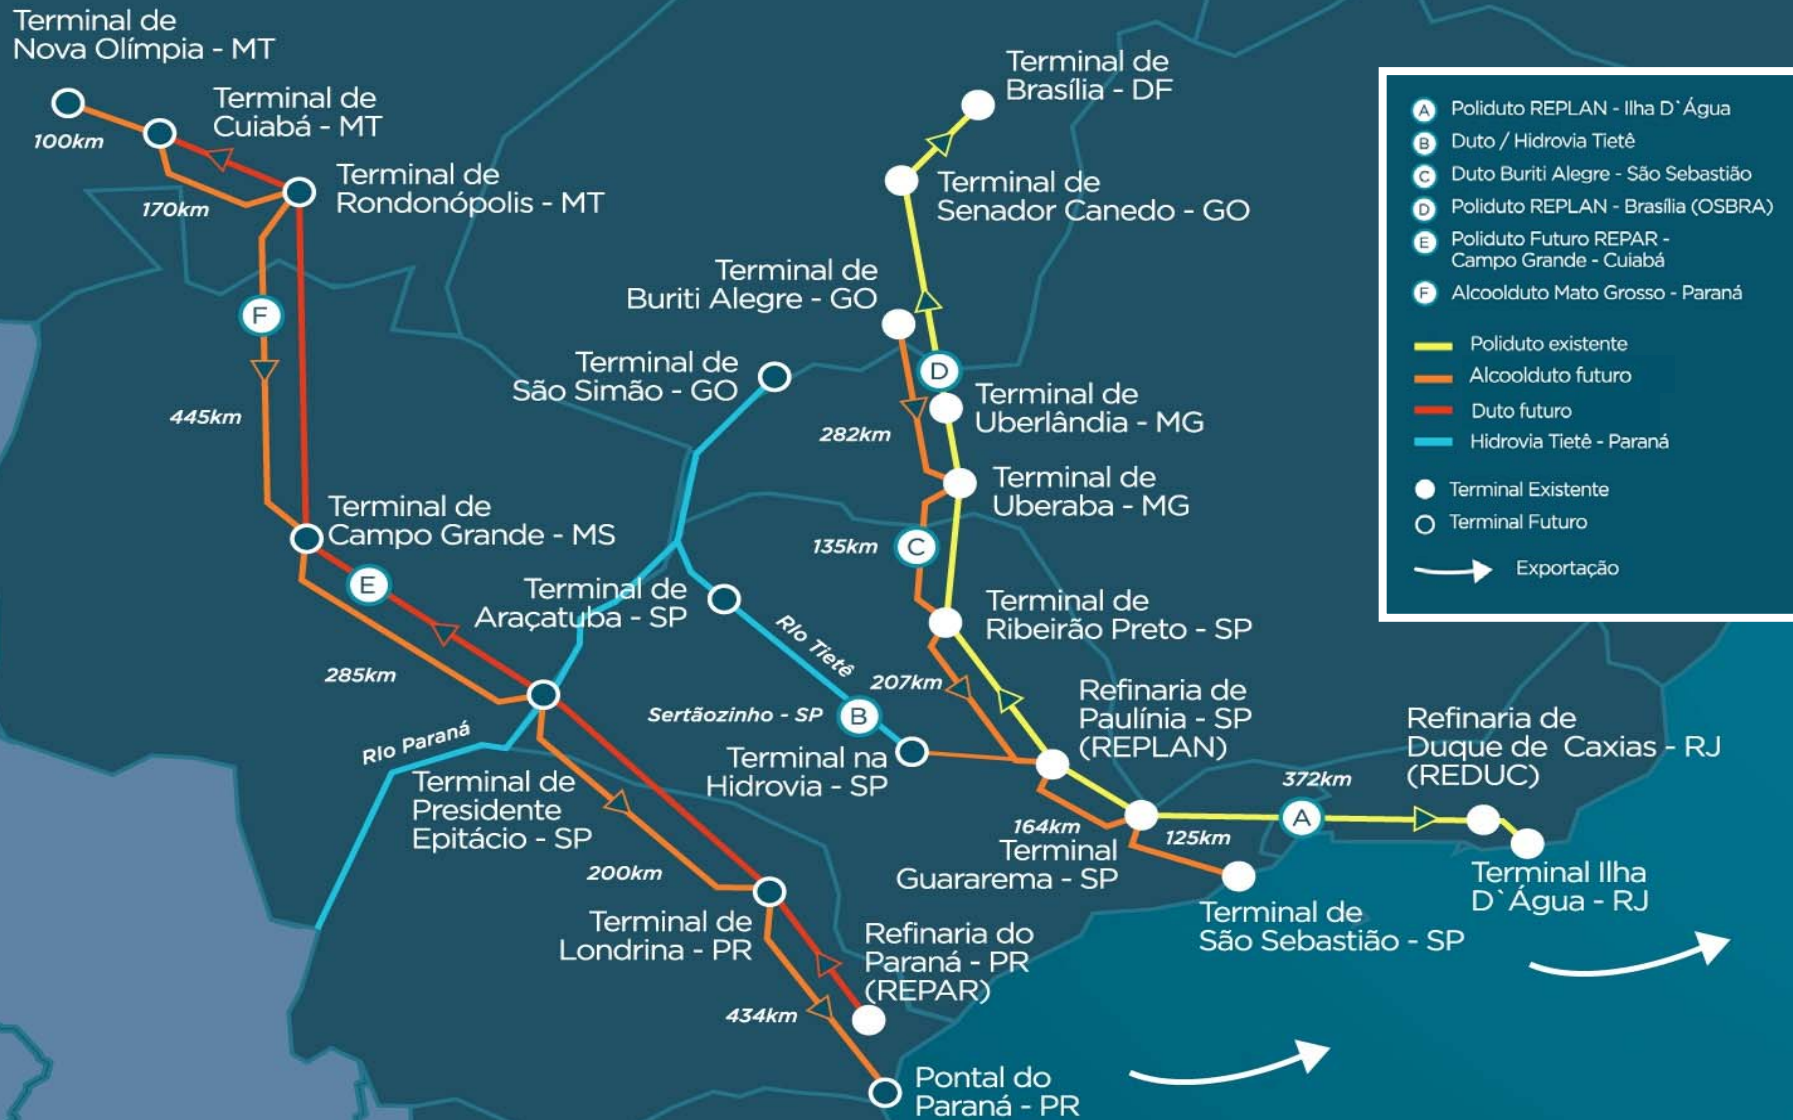 Terminal de
Nova Olímpia - MT
100km
Terminal de
Cuiabá - MT
170km
Terminal de
Rondonópolis - MT
F
445km
Terminal de
Campo Grande - MS
E
285km
Terminal de
Brasília - DF
Terminal de
Senador Canedo - GO
Terminal de
Buriti Alegre - GO
Terminal de
São Simão - GO
D
Terminal de
Uberlândia - MG
282km
Terminal de
Uberaba - MG
135km
C
Terminal de
Araçatuba - SP
Terminal de
Ribeirão Preto - SP
RIo Tietê
207km
Sertãozinho - SP
B
Terminal na
Hidrovia - SP
Refinaria de
Paulínia - SP
(REPLAN)
RIo Paraná
Terminal de
Presidente
Epitácio - SP
200km
Terminal de
Londrina - PR
Refinaria do
Paraná - PR
(REPAR)
434km
Pontal do
Paraná - PR
164km
Terminal
Guararema - SP
125km
Terminal de
São Sebastião - SP
372km
A
Refinaria de
Duque de Caxias - RJ
(REDUC)
Terminal Ilha
D`Água - RJ
A Poliduto REPLAN - Ilha D`Água
B Duto / Hidrovia Tietê
C Duto Buriti Alegre - São Sebastião
D Poliduto REPLAN - Brasília (OSBRA)
E Poliduto Futuro REPAR -
Campo Grande - Cuiabá
F Alcoolduto Mato Grosso - Paraná
Poliduto existente
Alcoolduto futuro
Duto futuro
Hidrovia Tietê - Paraná
Terminal Existente
Terminal Futuro
Exportação